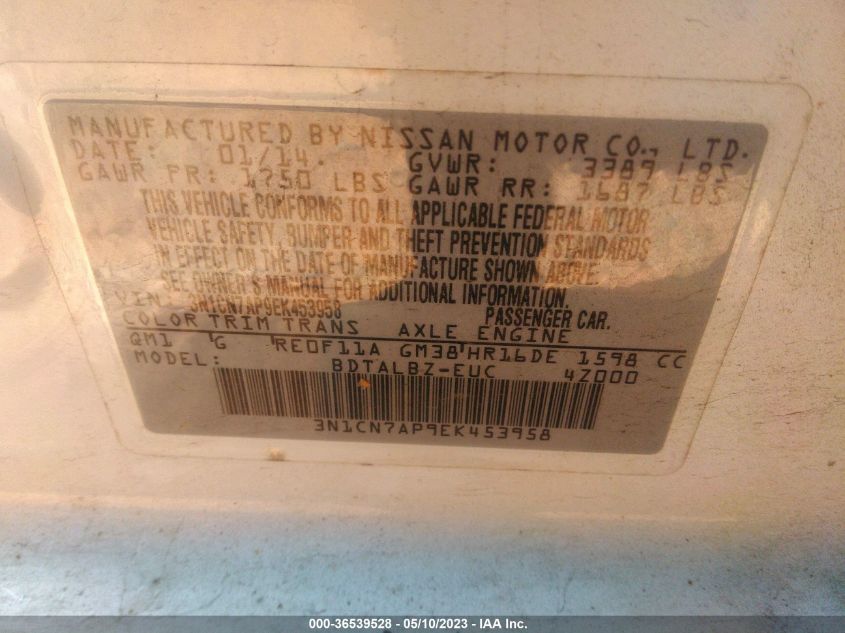 MANUFACTURED BY NISSAN MOTOR CO., LTD.
DATE: 01/14. GVWR: 3389 LBS
GAWR FR: 1750 LBS GAWR RR: 1687 LBS
THIS VEHICLE CONFORMS TO ALL APPLICABLE FEDERAL MOTOR
VEHICLE SAFETY, BUMPER AND THEFT PREVENTION STANDARDS
IN EFFECT ON THE DATE OF MANUFACTURE SHOWN ABOVE.
SEE OWNER'S MANUAL FOR ADDITIONAL INFORMATION.
VIN: 3N1CN7AP9EK453958 PASSENGER CAR.
COLOR TRIM TRANS AXLE ENGINE
QM1 G RE0F11A GM38 HR16DE 1598 CC
MODEL: BDTALBZ-EUC 4Z000
3N1CN7AP9EK453958
000-36539528 - 05/10/2023 - IAA Inc.